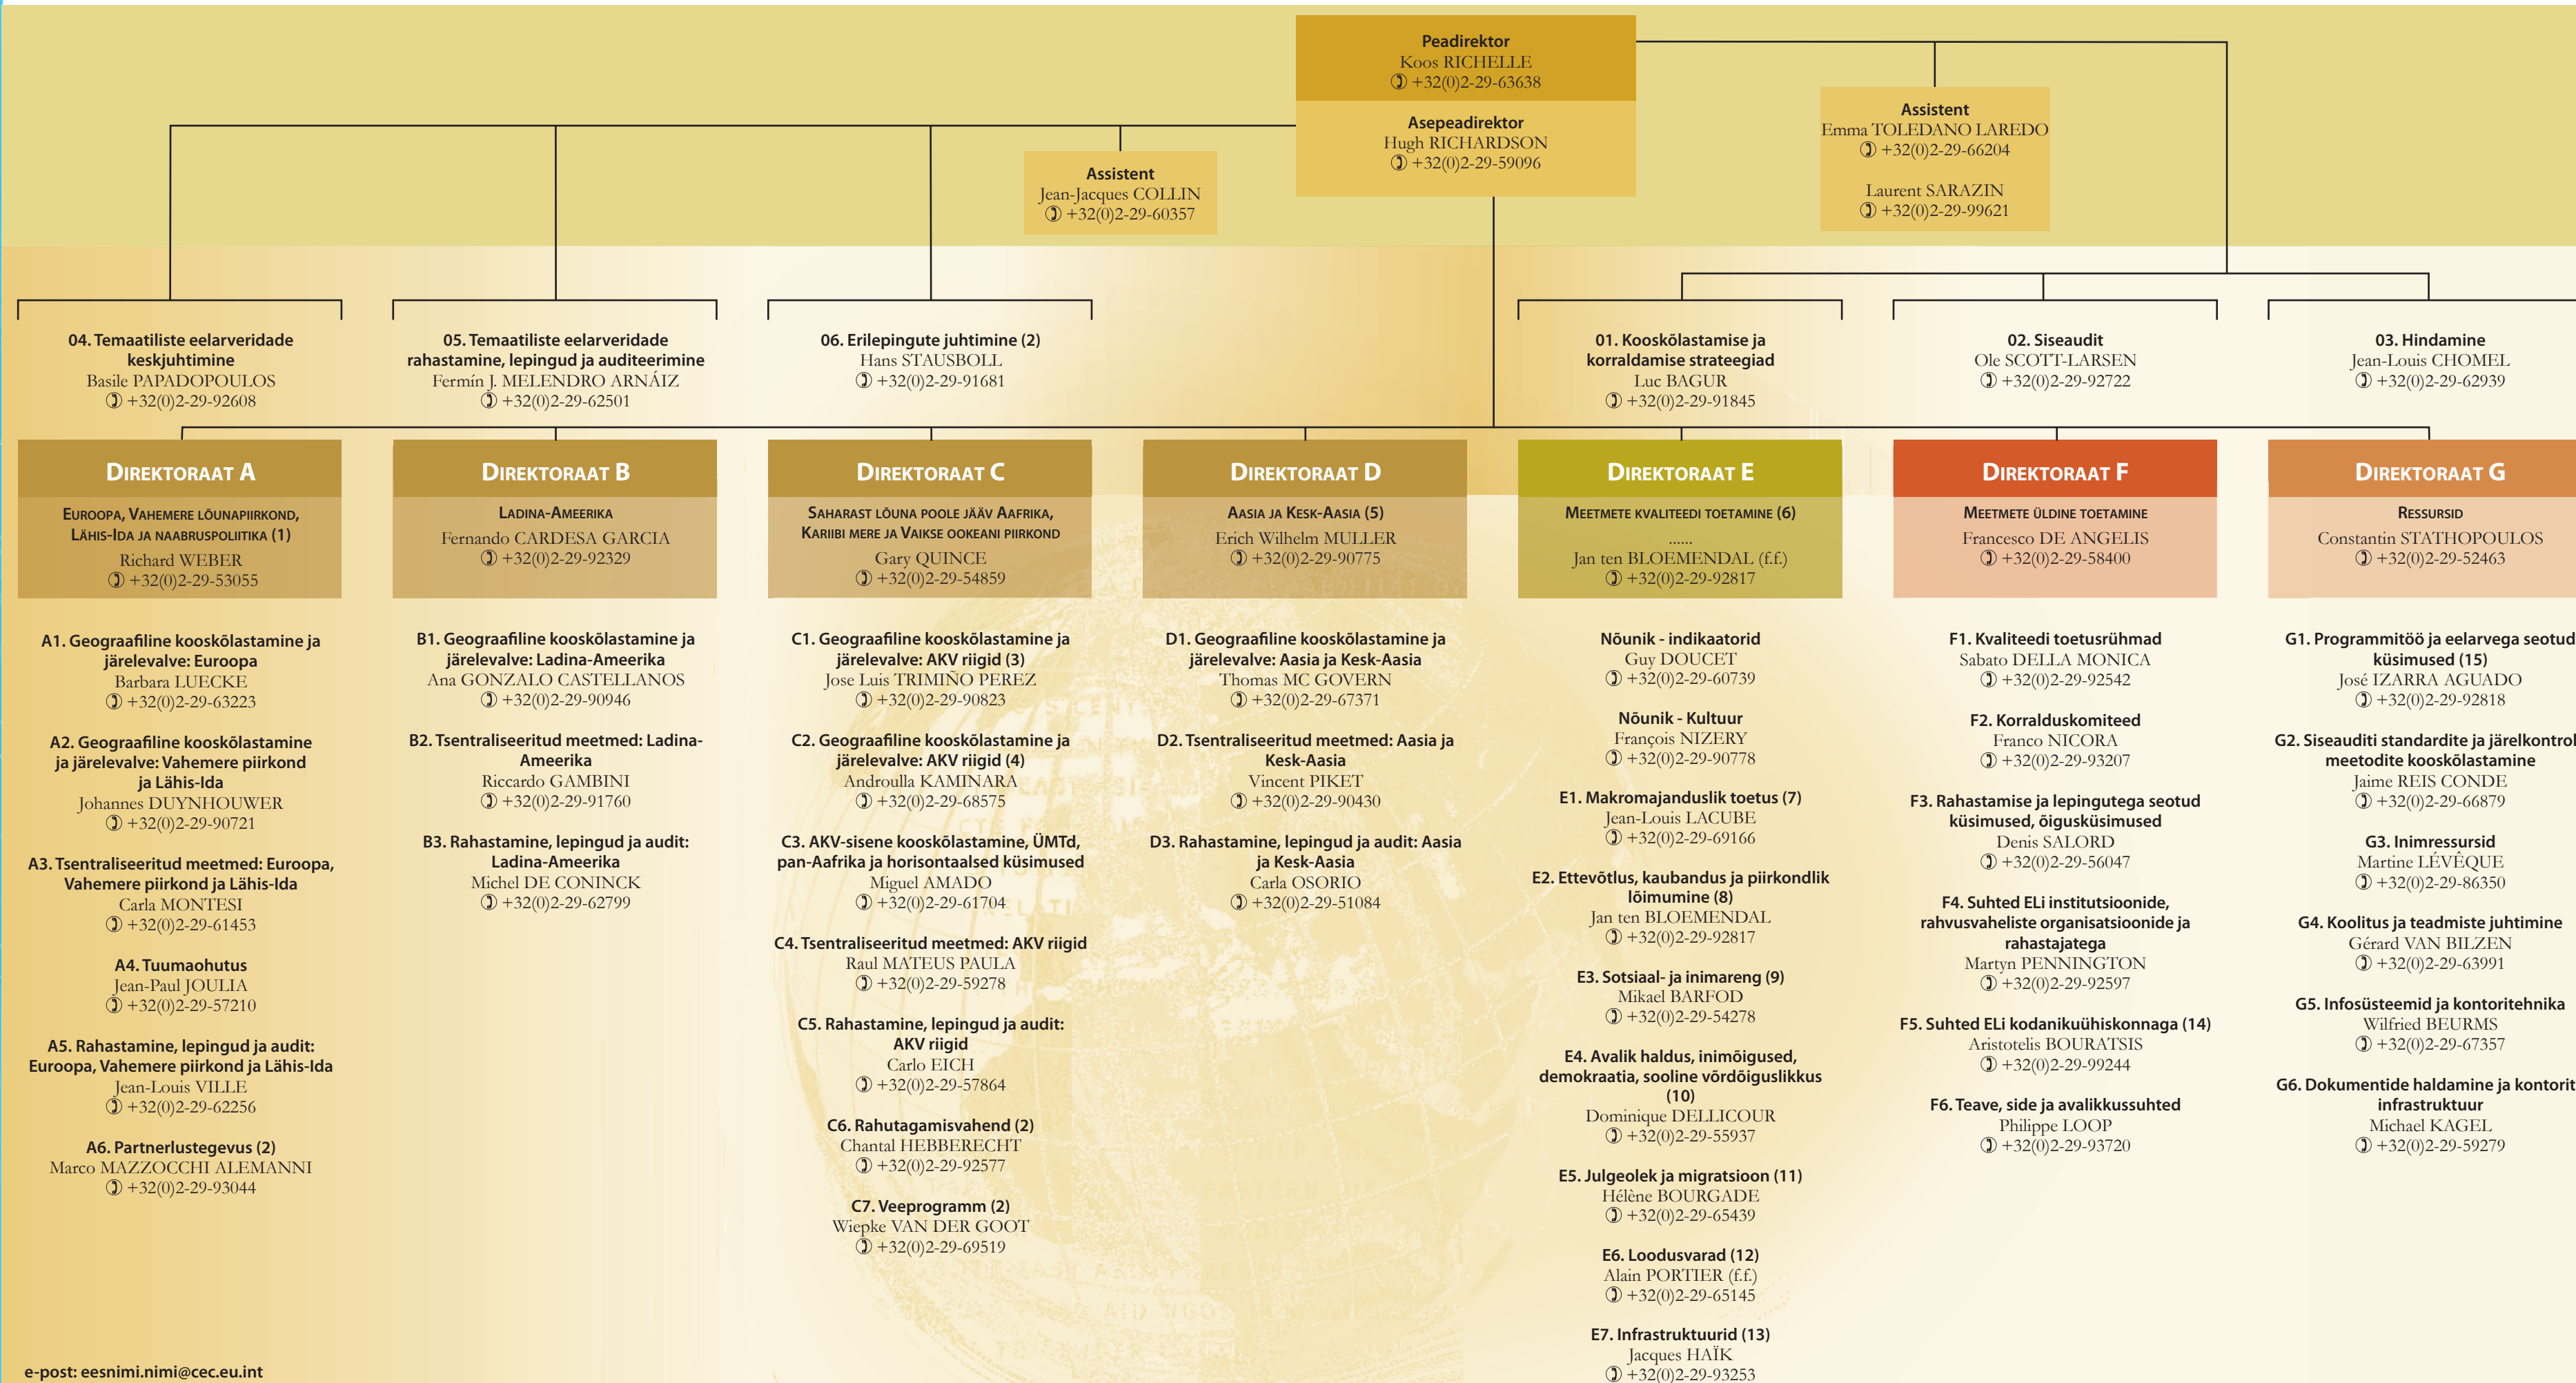 Peadirektor
Koos RICHELLE
✆ +32(0)2-29-63638
Asepeadirektor
Hugh RICHARDSON
✆ +32(0)2-29-59096
Assistent
Emma TOLEDANO LAREDO
✆ +32(0)2-29-66204
Laurent SARAZIN
✆ +32(0)2-29-99621
Assistent
Jean-Jacques COLLIN
✆ +32(0)2-29-60357
04. Temaatiliste eelarveridade
keskjuhtimine
Basile PAPADOPOULOS
✆ +32(0)2-29-92608
05. Temaatiliste eelarveridade
rahastamine, lepingud ja auditeerimine
Fermín J. MELENDRO ARNÁIZ
✆ +32(0)2-29-62501
06. Erilepingute juhtimine (2)
Hans STAUSBOLL
✆ +32(0)2-29-91681
01. Kooskõlastamise ja
korraldamise strateegiad
Luc BAGUR
✆ +32(0)2-29-91845
02. Siseaudit
Ole SCOTT-LARSEN
✆ +32(0)2-29-92722
03. Hindamine
Jean-Louis CHOMEL
✆ +32(0)2-29-62939
DIREKTORAAT A
EUROOPA, VAHEMERE LÕUNAPIIRKOND,
LÄHIS-IDA JA NAABRUSPOLIITIKA (1)
Richard WEBER
✆ +32(0)2-29-53055
A1. Geograafiline kooskõlastamine ja
järelevalve: Euroopa
Barbara LUECKE
✆ +32(0)2-29-63223
A2. Geograafiline kooskõlastamine
ja järelevalve: Vahemere piirkond
ja Lähis-Ida
Johannes DUYNHOUWER
✆ +32(0)2-29-90721
A3. Tsentraliseeritud meetmed: Euroopa,
Vahemere piirkond ja Lähis-Ida
Carla MONTESI
✆ +32(0)2-29-61453
A4. Tuumaohutus
Jean-Paul JOULIA
✆ +32(0)2-29-57210
A5. Rahastamine, lepingud ja audit:
Euroopa, Vahemere piirkond ja Lähis-Ida
Jean-Louis VILLE
✆ +32(0)2-29-62256
A6. Partnerlustegevus (2)
Marco MAZZOCCHI ALEMANNI
✆ +32(0)2-29-93044
DIREKTORAAT B
LADINA-AMEERIKA
Fernando CARDESA GARCIA
✆ +32(0)2-29-92329
B1. Geograafiline kooskõlastamine ja
järelevalve: Ladina-Ameerika
Ana GONZALO CASTELLANOS
✆ +32(0)2-29-90946
B2. Tsentraliseeritud meetmed: Ladina-
Ameerika
Riccardo GAMBINI
✆ +32(0)2-29-91760
B3. Rahastamine, lepingud ja audit:
Ladina-Ameerika
Michel DE CONINCK
✆ +32(0)2-29-62799
DIREKTORAAT C
SAHARAST LÕUNA POOLE JÄÄV AAFRIKA,
KARIIBI MERE JA VAIKSE OOKEANI PIIRKOND
Gary QUINCE
✆ +32(0)2-29-54859
C1. Geograafiline kooskõlastamine ja
järelevalve: AKV riigid (3)
Jose Luis TRIMIÑO PEREZ
✆ +32(0)2-29-90823
C2. Geograafiline kooskõlastamine ja
järelevalve: AKV riigid (4)
Androulla KAMINARA
✆ +32(0)2-29-68575
C3. AKV-sisene kooskõlastamine, ÜMTd,
pan-Aafrika ja horisontaalsed küsimused
Miguel AMADO
✆ +32(0)2-29-61704
C4. Tsentraliseeritud meetmed: AKV riigid
Raul MATEUS PAULA
✆ +32(0)2-29-59278
C5. Rahastamine, lepingud ja audit:
AKV riigid
Carlo EICH
✆ +32(0)2-29-57864
C6. Rahutagamisvahend (2)
Chantal HEBBERECHT
✆ +32(0)2-29-92577
C7. Veeprogramm (2)
Wiepke VAN DER GOOT
✆ +32(0)2-29-69519
DIREKTORAAT D
AASIA JA KESK-AASIA (5)
Erich Wilhelm MULLER
✆ +32(0)2-29-90775
D1. Geograafiline kooskõlastamine ja
järelevalve: Aasia ja Kesk-Aasia
Thomas MC GOVERN
✆ +32(0)2-29-67371
D2. Tsentraliseeritud meetmed: Aasia ja
Kesk-Aasia
Vincent PIKET
✆ +32(0)2-29-90430
D3. Rahastamine, lepingud ja audit: Aasia
ja Kesk-Aasia
Carla OSORIO
✆ +32(0)2-29-51084
DIREKTORAAT E
MEETMETE KVALITEEDI TOETAMINE (6)
......
Jan ten BLOEMENDAL (f.f.)
✆ +32(0)2-29-92817
Nõunik - indikaatorid
Guy DOUCET
✆ +32(0)2-29-60739
Nõunik - Kultuur
François NIZERY
✆ +32(0)2-29-90778
E1. Makromajanduslik toetus (7)
Jean-Louis LACUBE
✆ +32(0)2-29-69166
E2. Ettevõtlus, kaubandus ja piirkondlik
lõimumine (8)
Jan ten BLOEMENDAL
✆ +32(0)2-29-92817
E3. Sotsiaal- ja inimareng (9)
Mikael BARFOD
✆ +32(0)2-29-54278
E4. Avalik haldus, inimõigused,
demokraatia, sooline võrdõiguslikkus
(10)
Dominique DELLICOUR
✆ +32(0)2-29-55937
E5. Julgeolek ja migratsioon (11)
Hélène BOURGADE
✆ +32(0)2-29-65439
E6. Loodusvarad (12)
Alain PORTIER (f.f.)
✆ +32(0)2-29-65145
E7. Infrastruktuurid (13)
Jacques HAÏK
✆ +32(0)2-29-93253
DIREKTORAAT F
MEETMETE ÜLDINE TOETAMINE
Francesco DE ANGELIS
✆ +32(0)2-29-58400
F1. Kvaliteedi toetusrühmad
Sabato DELLA MONICA
✆ +32(0)2-29-92542
F2. Korralduskomiteed
Franco NICORA
✆ +32(0)2-29-93207
F3. Rahastamise ja lepingutega seotud
küsimused, õigusküsimused
Denis SALORD
✆ +32(0)2-29-56047
F4. Suhted ELi institutsioonide,
rahvusvaheliste organisatsioonide ja
rahastajatega
Martyn PENNINGTON
✆ +32(0)2-29-92597
F5. Suhted ELi kodanikuühiskonnaga (14)
Aristotelis BOURATSIS
✆ +32(0)2-29-99244
F6. Teave, side ja avalikkussuhted
Philippe LOOP
✆ +32(0)2-29-93720
DIREKTORAAT G
RESSURSID
Constantin STATHOPOULOS
✆ +32(0)2-29-52463
G1. Programmitöö ja eelarvega seotud
küsimused (15)
José IZARRA AGUADO
✆ +32(0)2-29-92818
G2. Siseauditi standardite ja järelkontrol
meetodite kooskõlastamine
Jaime REIS CONDE
✆ +32(0)2-29-66879
G3. Inimressursid
Martine LÉVÊQUE
✆ +32(0)2-29-86350
G4. Koolitus ja teadmiste juhtimine
Gérard VAN BILZEN
✆ +32(0)2-29-63991
G5. Infosüsteemid ja kontoritehnika
Wilfried BEURMS
✆ +32(0)2-29-67357
G6. Dokumentide haldamine ja kontorit
infrastruktuur
Michael KAGEL
✆ +32(0)2-29-59279
e-post: eesnimi.nimi@cec.eu.int